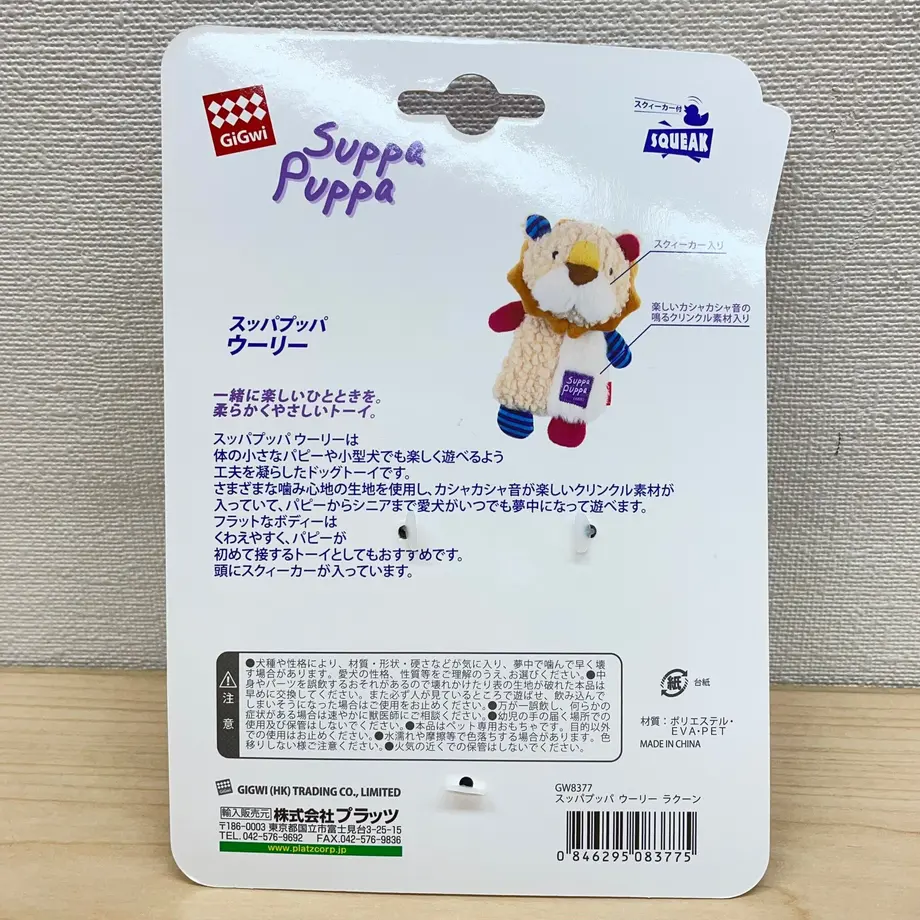 GiGwi
Suppa
Puppa
スクィーカー付
SQUEAK
スクィーカー入り
楽しいカシャカシャ音の
鳴るクリンクル素材入り
Suppa
Puppa
スッパプッパ
ウーリー
一緒に楽しいひとときを。
柔らかくやさしいトーイ。
スッパプッパ ウーリーは
体の小さなパピーや小型犬でも楽しく遊べるよう
工夫を凝らしたドッグトーイです。
さまざまな噛み心地の生地を使用し、カシャカシャ音が楽しいクリンクル素材が
入っていて、パピーからシニアまで愛犬がいつでも夢中になって遊べます。
フラットなボディーは
くわえやすく、パピーが
初めて接するトーイとしてもおすすめです。
頭にスクィーカーが入っています。
注意
●犬種や性格により、材質・形状・硬さなどが気に入り、夢中で噛んで早く壊
す場合があります。愛犬の性格、性質等をご理解のうえ、お選びください。●中
身やパーツを誤飲するおそれがあるので壊れかけたり表の生地が破れた本品は
早めに交換してください。また必ず人が見ているところで遊ばせ、飲み込んで
しまいそうになった場合はご使用をお止めください。●万が一誤飲し、何らかの
症状がある場合は速やかに獣医師にご相談ください。●幼児の手の届く場所での
使用及び保管はしないでください。●本品はペット専用おもちゃです。目的以外
での使用はお止めください。●水濡れや摩擦等で色落ちする場合があります。色
移りしない様ご注意ください。●火気の近くでの保管はしないでください。
紙
台紙
材質：ポリエステル・
EVA・PET
MADE IN CHINA
GiGwi
GIGWI (HK) TRADING CO., LIMITED
輸入販売元 株式会社プラッツ
〒186-0003 東京都国立市富士見台3-25-15
TEL. 042-576-9692 FAX.042-576-9836
www.platzcorp.jp
GW8377
スッパプッパ ウーリー ラクーン
0 846295 083775